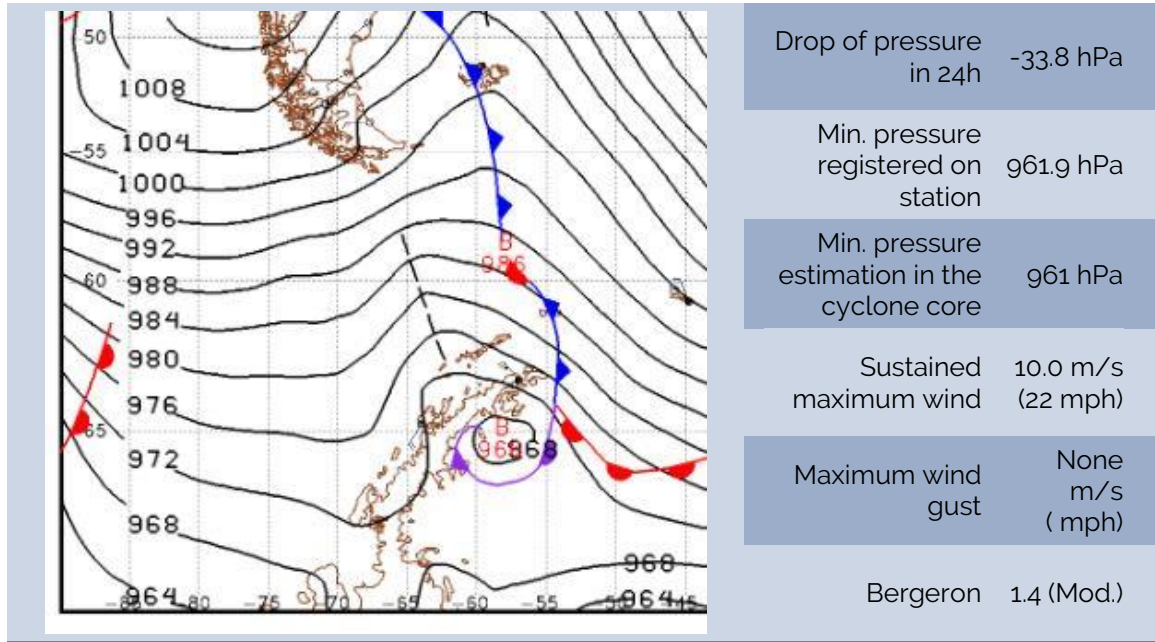 50
1008
1004
-55
1000
996
992
B
986
60
988
984
980
976
65
B
968
972
968
968
964
-80
-75
-70
-65
-60
-55
-50
964
-45
Drop of pressure
in 24h
-33.8 hPa
Min. pressure
registered on
station
961.9 hPa
Min. pressure
estimation in the
cyclone core
961 hPa
Sustained
maximum wind
10.0 m/s
(22 mph)
Maximum wind
gust
None
m/s
( mph)
Bergeron
1.4 (Mod.)